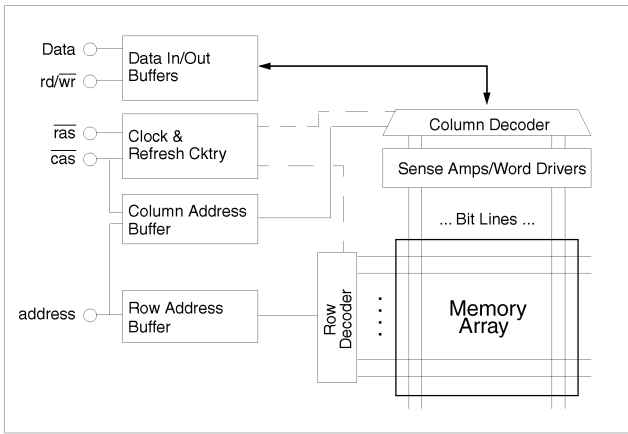 Data
rd/wr
Data In/Out
Buffers
ras
cas
Clock &
Refresh Cktry
Column Decoder
Sense Amps/Word Drivers
Column Address
Buffer
... Bit Lines ...
address
Row Address
Buffer
Row
Decoder
Memory
Array